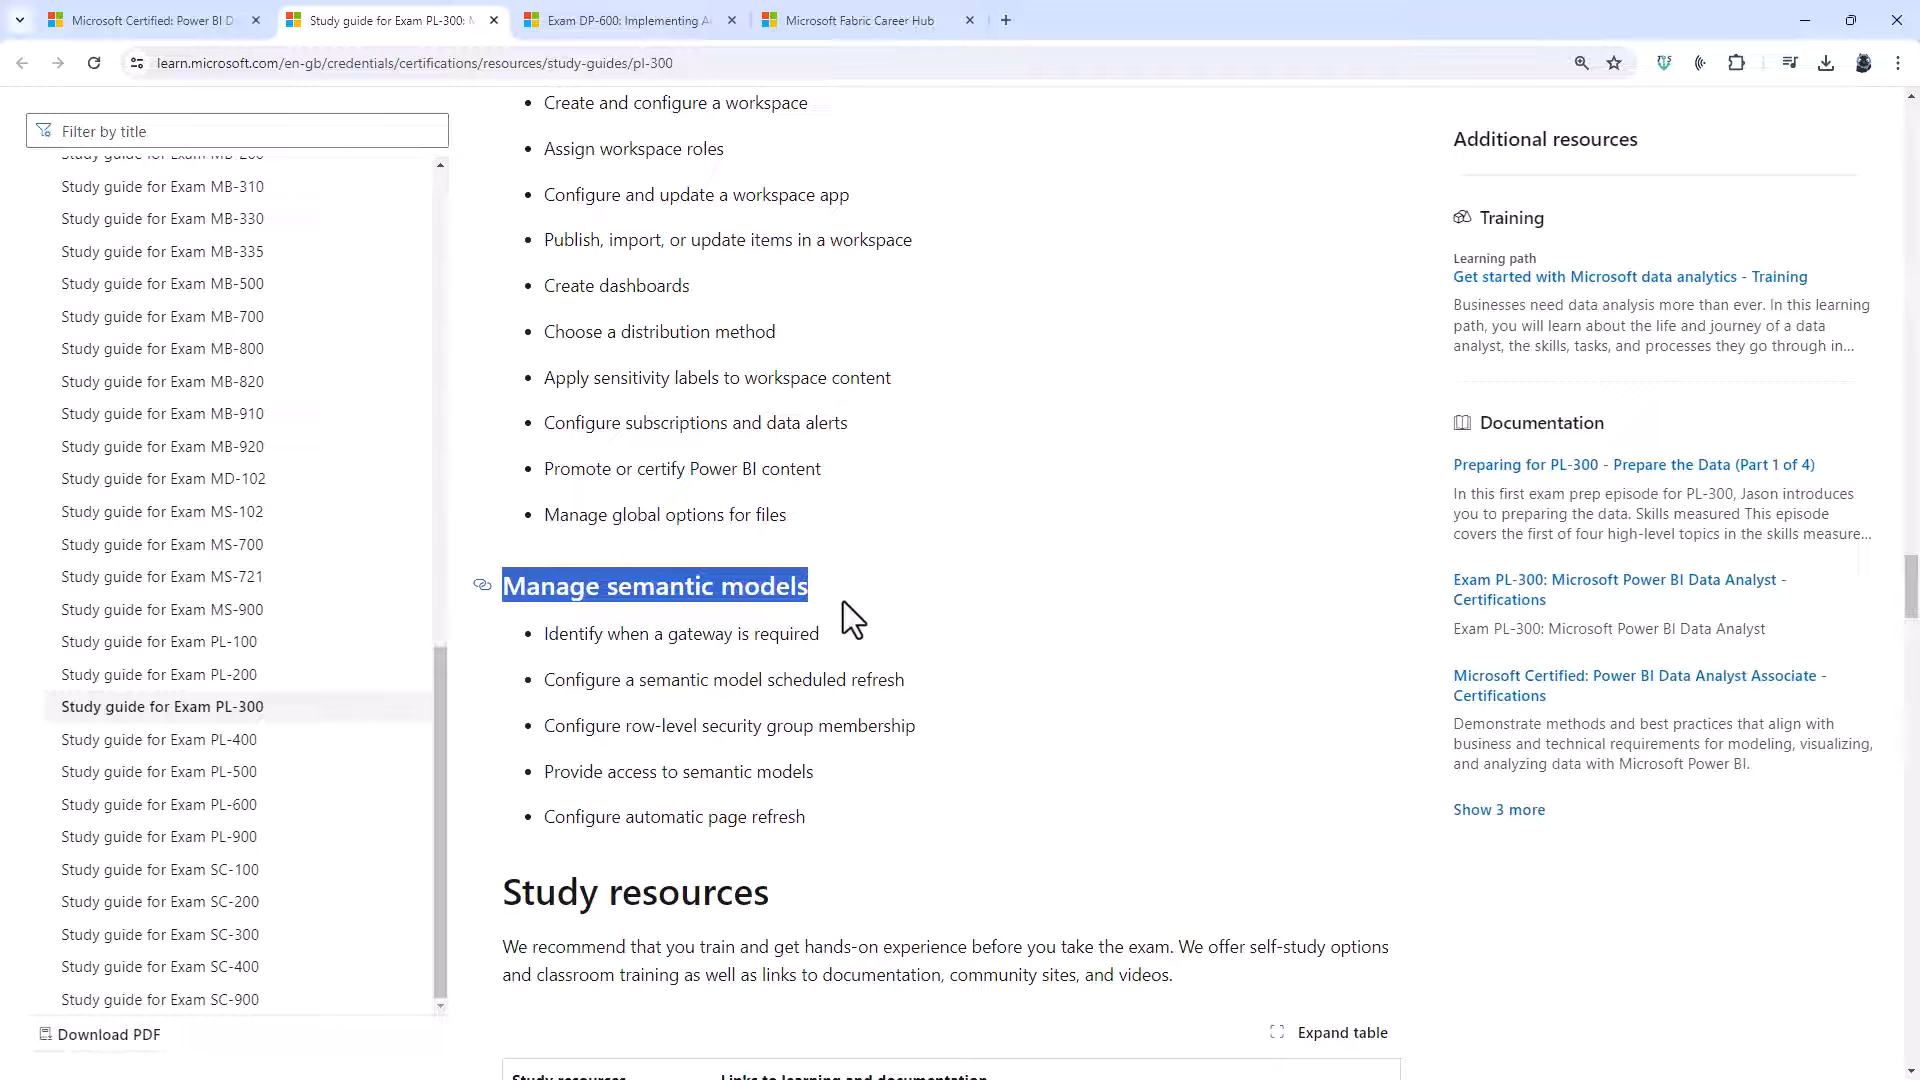 Microsoft Certified: Power BI D
Study guide for Exam PL-300:
Exam DP-600: Implementing A
Microsoft Fabric Career Hub
learn.microsoft.com/en-gb/credentials/certifications/resources/study-guides/pl-300
Filter by title
Study guide for Exam MB-310
Study guide for Exam MB-330
Study guide for Exam MB-335
Study guide for Exam MB-500
Study guide for Exam MB-700
Study guide for Exam MB-800
Study guide for Exam MB-820
Study guide for Exam MB-910
Study guide for Exam MB-920
Study guide for Exam MD-102
Study guide for Exam MS-102
Study guide for Exam MS-700
Study guide for Exam MS-721
Study guide for Exam MS-900
Study guide for Exam PL-100
Study guide for Exam PL-200
Study guide for Exam PL-300
Study guide for Exam PL-400
Study guide for Exam PL-500
Study guide for Exam PL-600
Study guide for Exam PL-900
Study guide for Exam SC-100
Study guide for Exam SC-200
Study guide for Exam SC-300
Study guide for Exam SC-400
Study guide for Exam SC-900
Download PDF
Create and configure a workspace
Assign workspace roles
Configure and update a workspace app
Publish, import, or update items in a workspace
Create dashboards
Choose a distribution method
Apply sensitivity labels to workspace content
Configure subscriptions and data alerts
Promote or certify Power BI content
Manage global options for files
Manage semantic models
Identify when a gateway is required
Configure a semantic model scheduled refresh
Configure row-level security group membership
Provide access to semantic models
Configure automatic page refresh
Study resources
We recommend that you train and get hands-on experience before you take the exam. We offer self-study options
and classroom training as well as links to documentation, community sites, and videos.
Expand table
Study resources
Links to learning and documentation
Additional resources
Training
Learning path
Get started with Microsoft data analytics - Training
Businesses need data analysis more than ever. In this learning
path, you will learn about the life and journey of a data
analyst, the skills, tasks, and processes they go through in...
Documentation
Preparing for PL-300 - Prepare the Data (Part 1 of 4)
In this first exam prep episode for PL-300, Jason introduces
you to preparing the data. Skills measured This episode
covers the first of four high-level topics in the skills measure...
Exam PL-300: Microsoft Power BI Data Analyst -
Certifications
Exam PL-300: Microsoft Power BI Data Analyst
Microsoft Certified: Power BI Data Analyst Associate -
Certifications
Demonstrate methods and best practices that align with
business and technical requirements for modeling, visualizing,
and analyzing data with Microsoft Power BI.
Show 3 more